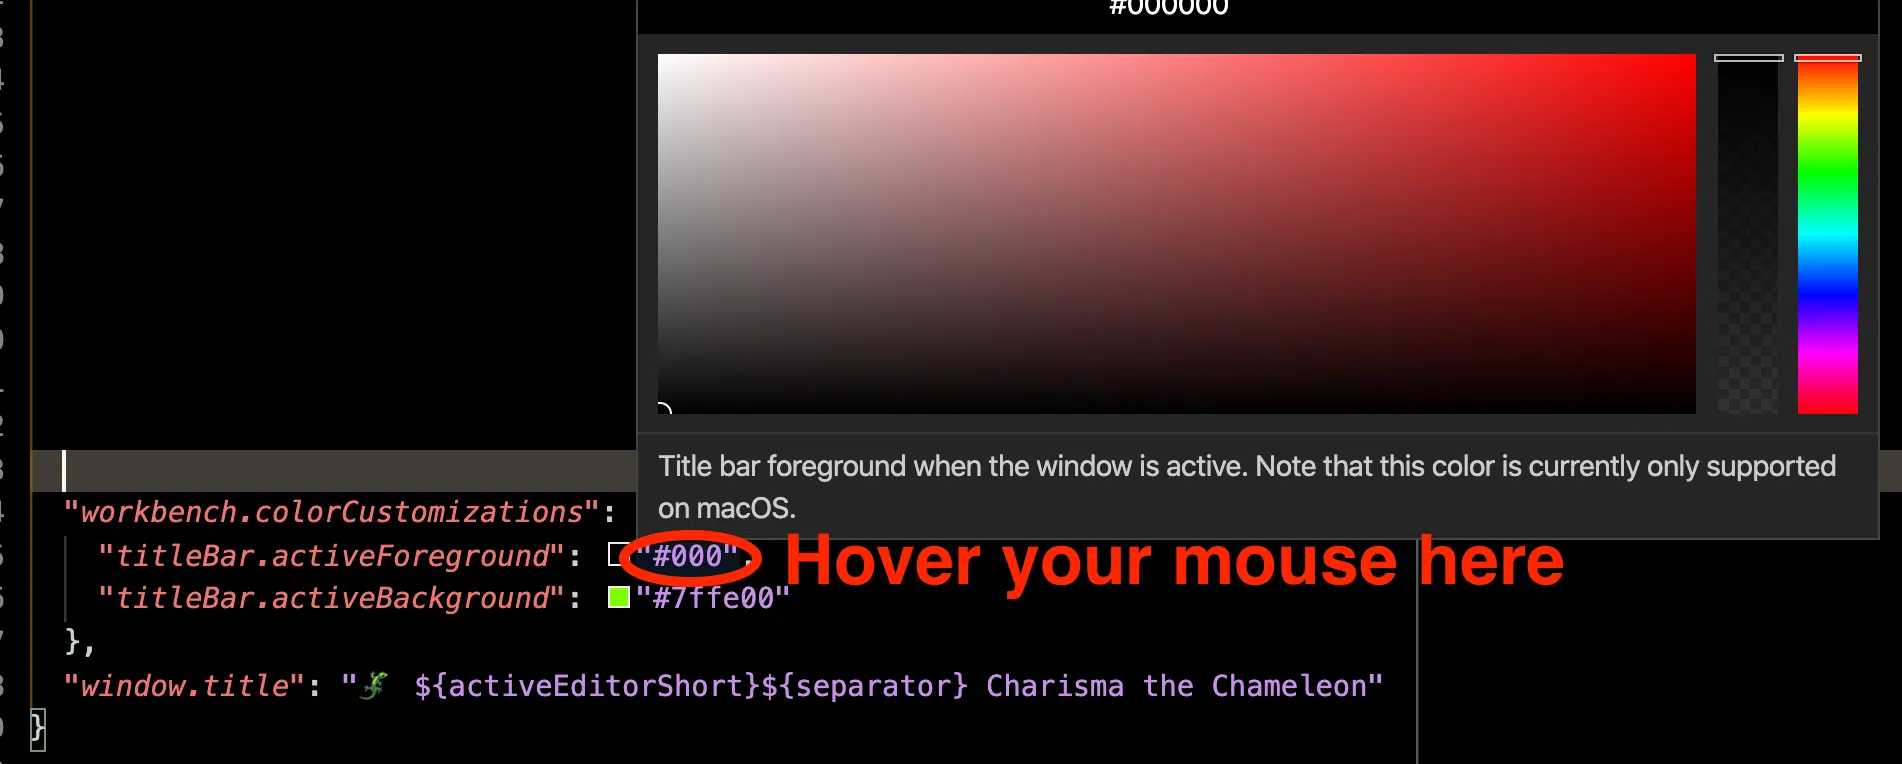 #000000
Title bar foreground when the window is active. Note that this color is currently only supported
on macOS.
"workbench.colorCustomizations":
"titleBar.activeForeground": "#000",
Hover your mouse here
"titleBar.activeBackground": "#7ffe00"
},
"window.title": "🦎 ${activeEditorShort}${separator} Charisma the Chameleon"
}